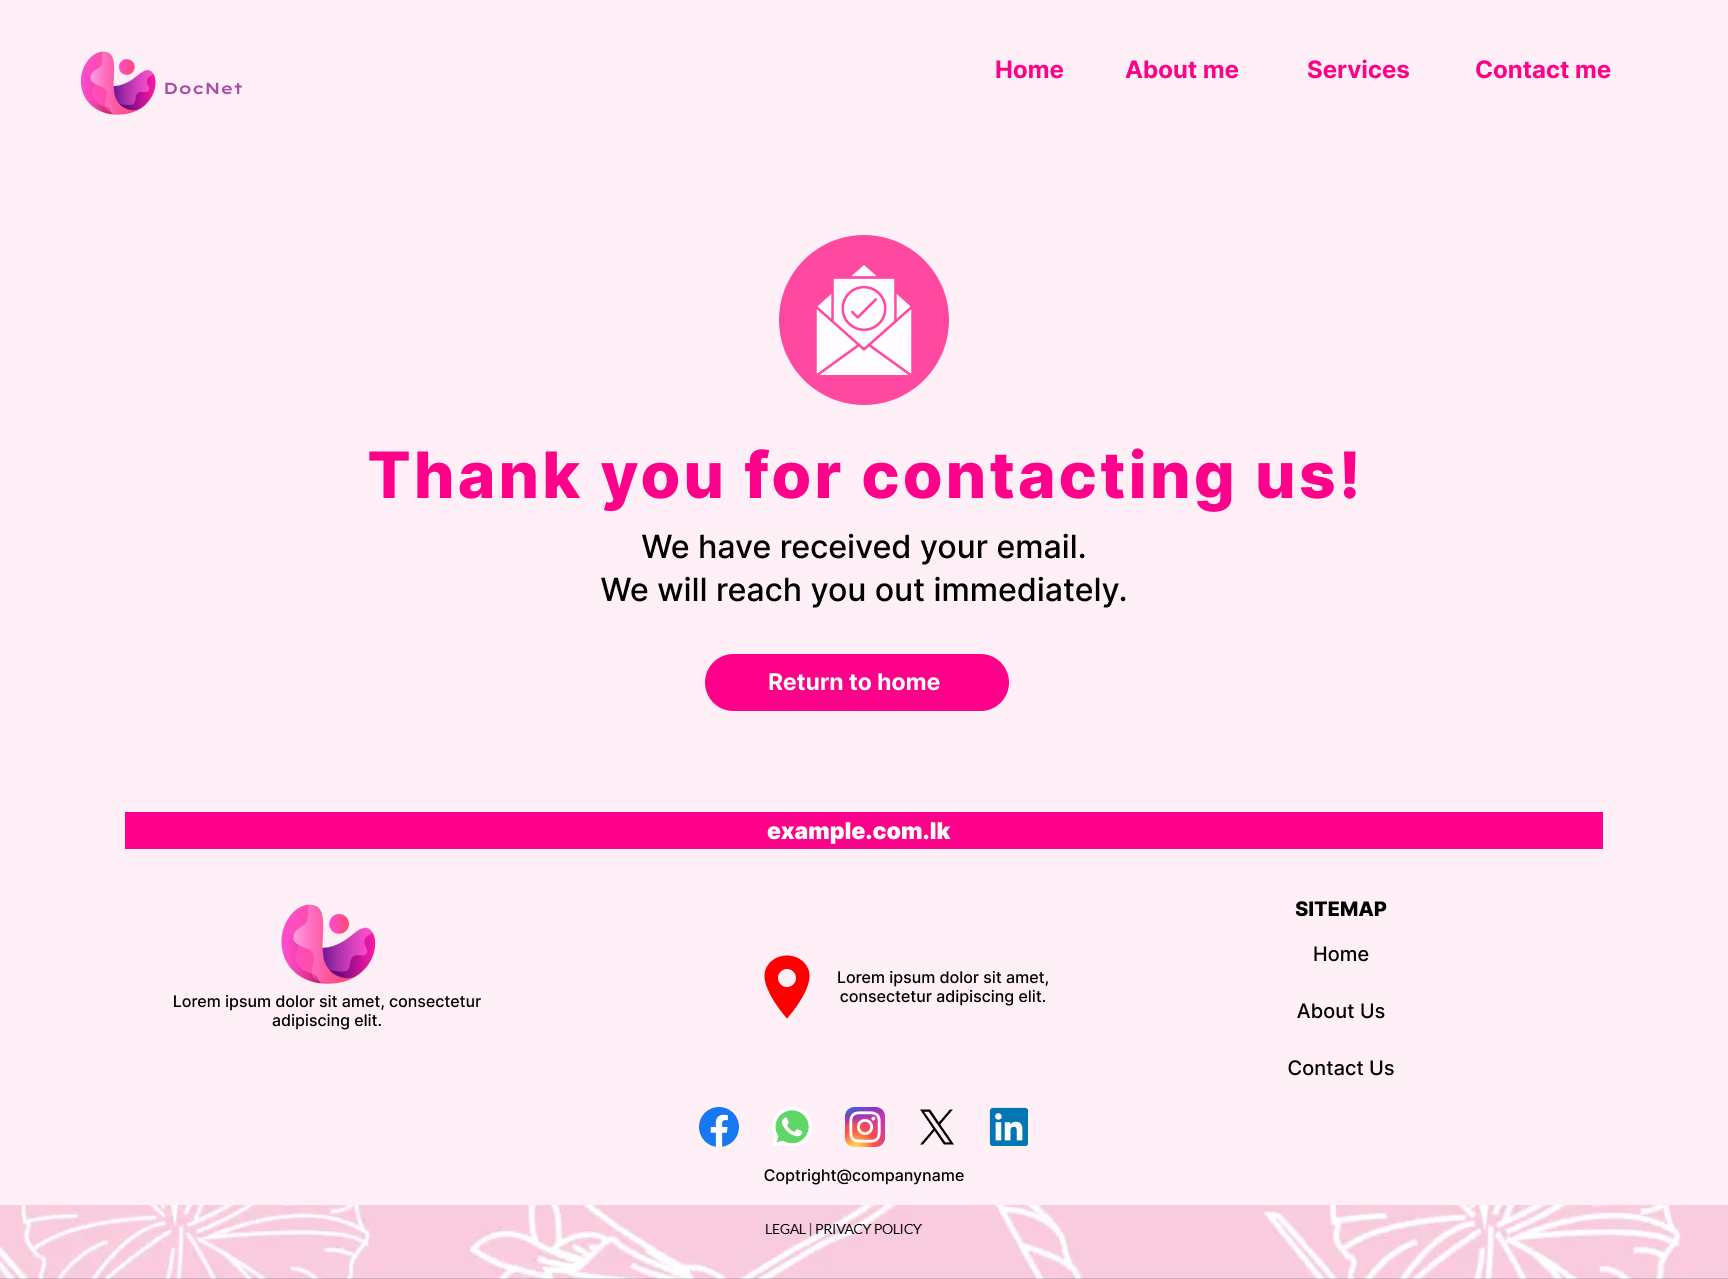 DocNet
Home
About me
Services
Contact me
Thank you for contacting us!
We have received your email.
We will reach you out immediately.
Return to home
example.com.lk
Lorem ipsum dolor sit amet, consectetur
adipiscing elit.
Lorem ipsum dolor sit amet,
consectetur adipiscing elit.
SITEMAP
Home
About Us
Contact Us
in
Coptright@companyname
LEGAL | PRIVACY POLICY